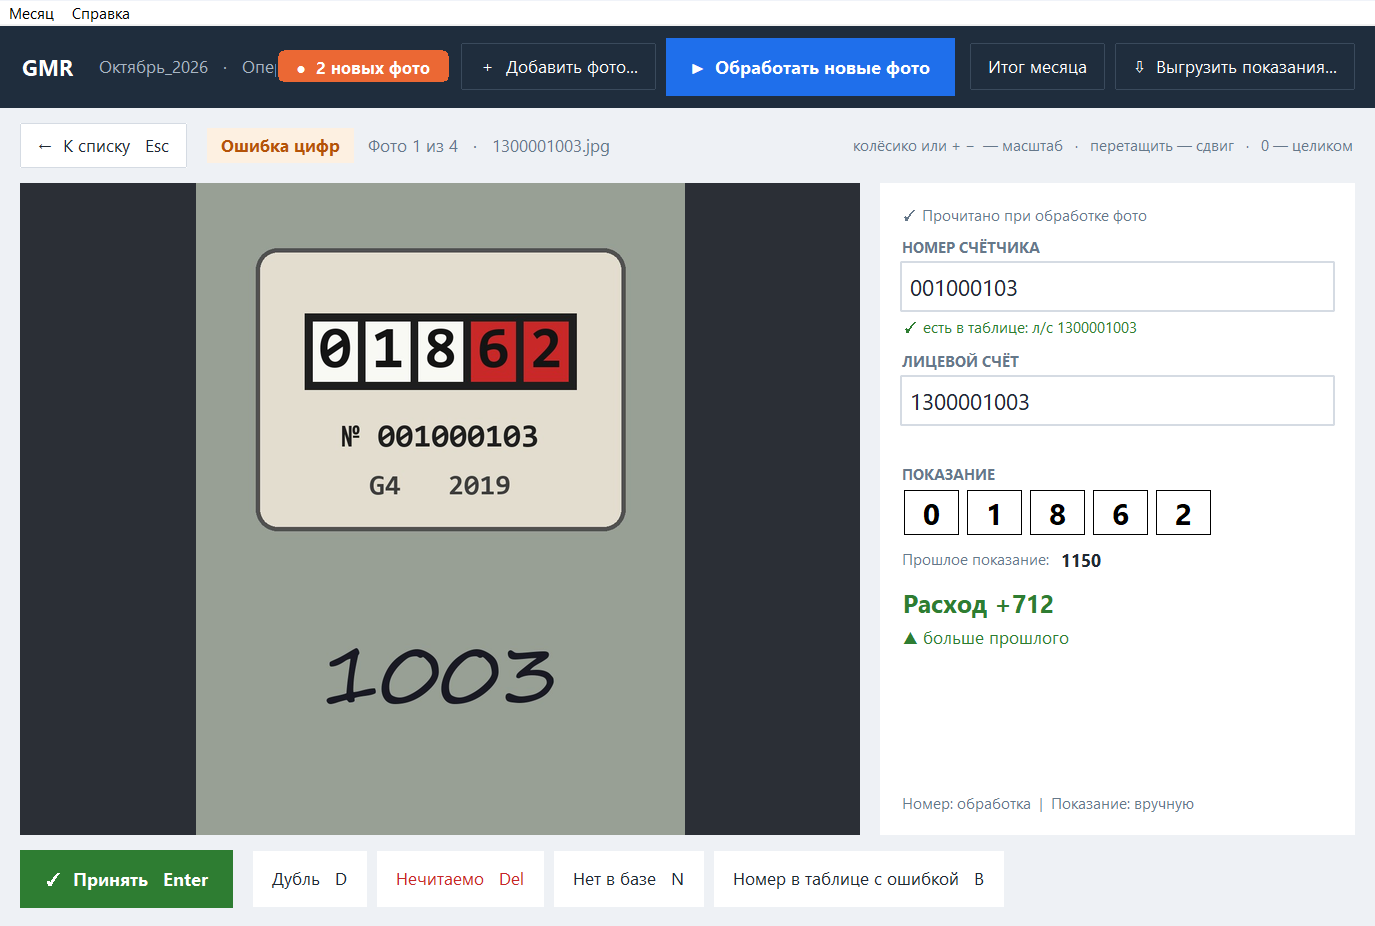 Месяц Справка
GMR Октябрь_2026 · Опе ● 2 новых фото + Добавить фото... ► Обработать новые фото Итог месяца ⇩ Выгрузить показания...
← К списку Esc Ошибка цифр Фото 1 из 4 · 1300001003.jpg колёсико или + − — масштаб · перетащить — сдвиг · 0 — целиком
01862
№ 001000103
G4 2019
1003
✓ Прочитано при обработке фото
НОМЕР СЧЁТЧИКА
001000103
✓ есть в таблице: л/с 1300001003
ЛИЦЕВОЙ СЧЁТ
1300001003
ПОКАЗАНИЕ
0 1 8 6 2
Прошлое показание: 1150
Расход +712
▲ больше прошлого
Номер: обработка | Показание: вручную
✓ Принять Enter Дубль D Нечитаемо Del Нет в базе N Номер в таблице с ошибкой B